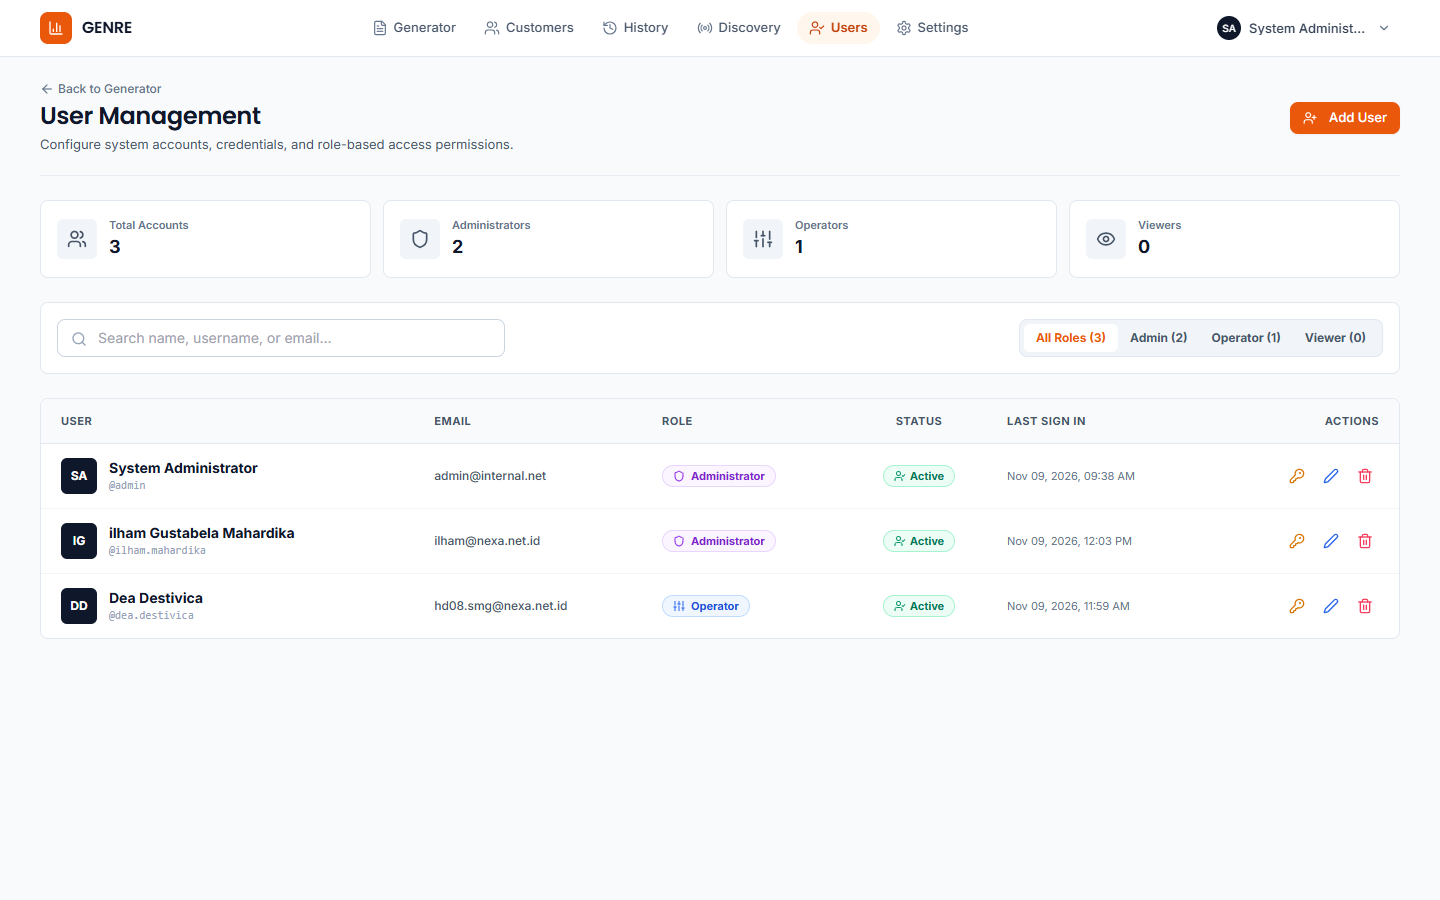 GENRE
Generator
Customers
History
Discovery
Users
Settings
SA
System Administ...
Back to Generator
User Management
Configure system accounts, credentials, and role-based access permissions.
Add User
Total Accounts
3
Administrators
2
Operators
1
Viewers
0
Search name, username, or email...
All Roles (3)
Admin (2)
Operator (1)
Viewer (0)
USER EMAIL ROLE STATUS LAST SIGN IN ACTIONS
SA
System Administrator
@admin
admin@internal.net
Administrator
Active
Nov 09, 2026, 09:38 AM
IG
ilham Gustabela Mahardika
@ilham.mahardika
ilham@nexa.net.id
Administrator
Active
Nov 09, 2026, 12:03 PM
DD
Dea Destivica
@dea.destivica
hd08.smg@nexa.net.id
Operator
Active
Nov 09, 2026, 11:59 AM